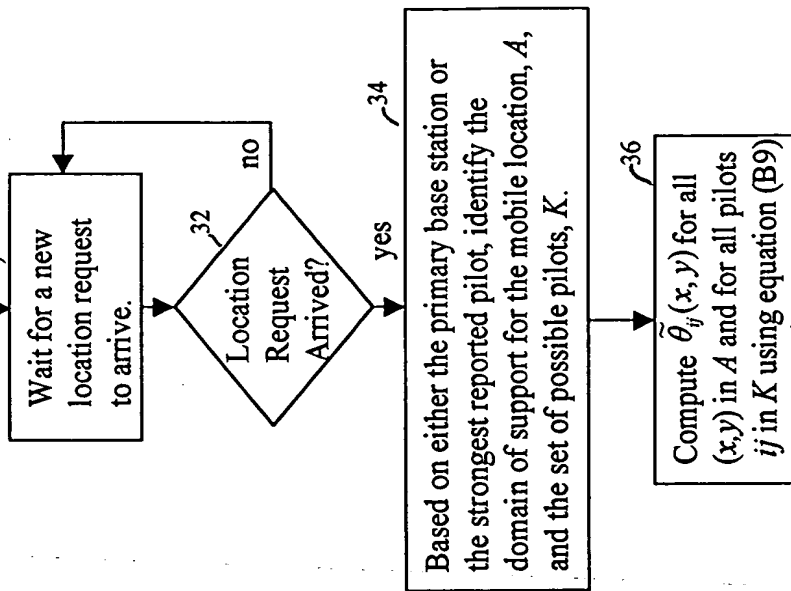 Wait for a new
location request
to arrive.
32
Location
Request
Arrived?
no
yes
34
Based on either the primary base station or
the strongest reported pilot, identify the
domain of support for the mobile location, A,
and the set of possible pilots, K.
36
Compute θ̃ij(x, y) for all
(x,y) in A and for all pilots
ij in K using equation (B9)